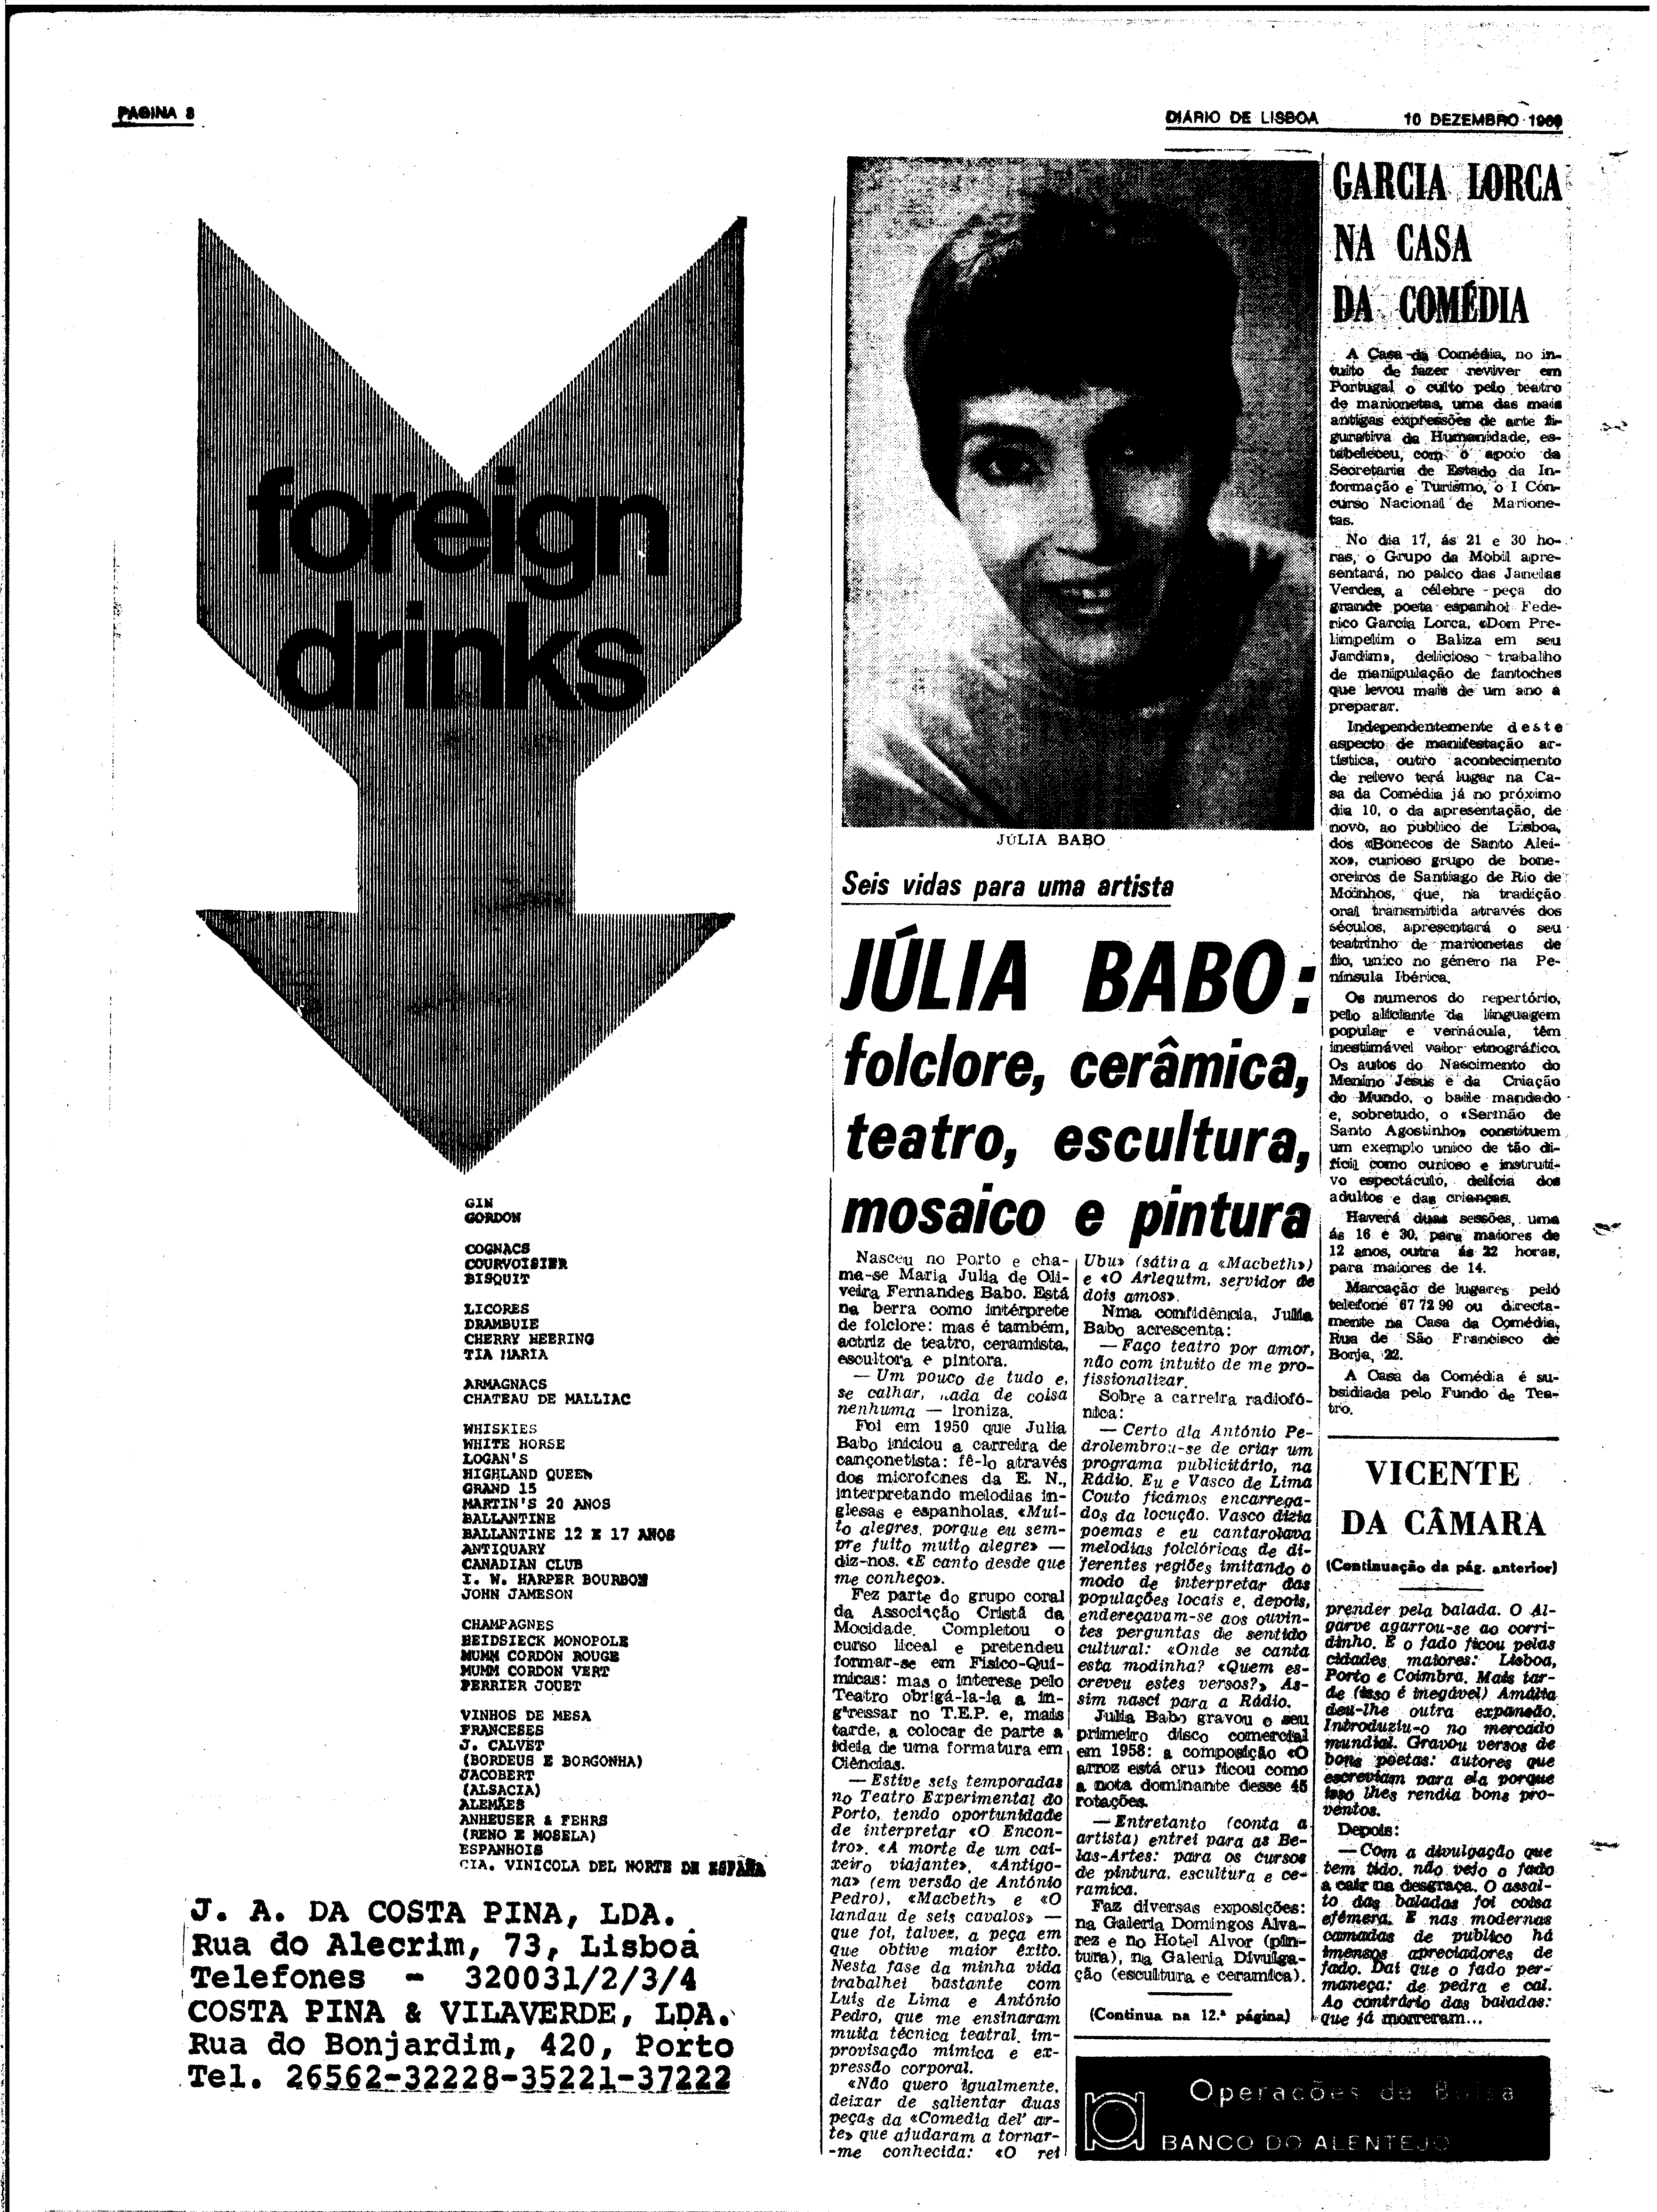 PAGINA 8
DIÁRIO DE LISBOA
10 DEZEMBRO 1969
foreign
drinks
GIN
GORDON
COGNACS
COURVOISIER
BISQUIT
LICORES
DRAMBUIE
CHERRY HEERING
TIA MARIA
ARMAGNACS
CHATEAU DE MALLIAC
WHISKIES
WHITE HORSE
LOGAN'S
HIGHLAND QUEEN
GRAND 15
MARTIN'S 20 ANOS
BALLANTINE
BALLANTINE 12 E 17 ANOS
ANTIQUARY
CANADIAN CLUB
I. W. HARPER BOURBON
JOHN JAMESON
CHAMPAGNES
HEIDSIECK MONOPOLE
MUMM CORDON ROUGE
MUMM CORDON VERT
PERRIER JOUET
VINHOS DE MESA
FRANCESES
J. CALVET
(BORDEUS E BORGONHA)
JACOBERT
(ALSACIA)
ALEMÃES
ANHEUSER & FEHRS
(RENO E MOSELA)
ESPANHOIS
CIA. VINICOLA DEL NORTE DE ESPAÑA
J. A. DA COSTA PINA, LDA.
Rua do Alecrim, 73, Lisboa
Telefones - 320031/2/3/4
COSTA PINA & VILAVERDE, LDA.
Rua do Bonjardim, 420, Porto
Tel. 26562-32228-35221-37222
JÚLIA BABO
Seis vidas para uma artista
JÚLIA BABO:
folclore, cerâmica,
teatro, escultura,
mosaico e pintura
Nasceu no Porto e cha-
ma-se Maria Julia de Oli-
veira Fernandes Babo. Está
na berra como intérprete
de folclore: mas é também,
actriz de teatro, ceramista,
escultora e pintora.
— Um pouco de tudo e,
se calhar, nada de coisa
nenhuma — ironiza.
Foi em 1950 que Julia
Babo iniciou a carreira de
cançonetista: fê-lo através
dos microfones da E. N.,
interpretando melodias in-
glesas e espanholas. «Mui-
to alegres, porque eu sem-
pre fuito muito alegre» —
diz-nos. «E canto desde que
me conheço».
Fez parte do grupo coral
da Associação Cristã da
Mocidade. Completou o
curso liceal e pretendeu
formar-se em Fisico-Quí-
micas: mas o interese pelo
Teatro obrigá-la-ia a in-
gressar no T.E.P. e, mais
tarde, a colocar de parte a
ideia de uma formatura em
Ciências.
— Estive seis temporadas
no Teatro Experimental do
Porto, tendo oportunidade
de interpretar «O Encon-
tro». «A morte de um cai-
xeiro viajante», «Antigo-
na» (em versão de António
Pedro), «Macbeth» e «O
landau de seis cavalos» —
que foi, talvez, a peça em
que obtive maior êxito.
Nesta fase da minha vida
trabalhei bastante com
Luis de Lima e António
Pedro, que me ensinaram
muita técnica teatral, im-
provisação mimica e ex-
pressão corporal.
«Não quero igualmente,
deixar de salientar duas
peças da «Comedia del' ar-
te» que ajudaram a tornar-
-me conhecida: «O rei
Ubu» (sátira a «Macbeth»)
e «O Arlequim, servidor de
dois amos».
Nma confidência, Julia
Babo acrescenta:
— Faço teatro por amor,
não com intuito de me pro-
fissionalizar.
Sobre a carreira radiofó-
nica:
— Certo dia António Pe-
drolembrou-se de criar um
programa publicitário, na
Rádio. Eu e Vasco de Lima
Couto ficámos encarrega-
dos da locução. Vasco dizia
poemas e eu cantarolava
melodias folclóricas de di-
ferentes regiões imitando o
modo de interpretar das
populações locais e, depois,
endereçavam-se aos ouvin-
tes perguntas de sentido
cultural: «Onde se canta
esta modinha? «Quem es-
creveu estes versos?» As-
sim nasci para a Rádio.
Julia Babo gravou o seu
primeiro disco comercial
em 1958: a composição «O
arroz está cru» ficou como
a nota dominante desse 45
rotações.
— Entretanto (conta a
artista) entrei para as Be-
las-Artes: para os cursos
de pintura, escultura e ce-
ramica.
Faz diversas exposições:
na Galeria Domingos Alva-
rez e no Hotel Alvor (pin-
tura), na Galeria Divulga-
ção (escultura e ceramica).
(Continua na 12.ª página)
GARCIA LORCA
NA CASA
DA COMÉDIA
A Casa da Comédia, no in-
tuito de fazer reviver em
Portugal o culto pelo teatro
de marionetas, uma das mais
antigas expressões de arte fi-
gurativa da Humanidade, es-
tabeleceu, com o apoio da
Secretaria de Estado da In-
formação e Turismo, o I Con-
curso Nacional de Marione-
tas.
No dia 17, ás 21 e 30 ho-
ras, o Grupo da Mobil apre-
sentará, no palco das Janelas
Verdes, a célebre peça do
grande poeta espanhol Fede-
rico Garcia Lorca, «Dom Pre-
limpelim o Baliza em seu
Jardim», delicioso trabalho
de manipulação de fantoches
que levou mais de um ano a
preparar.
Independentemente deste
aspecto de manifestação ar-
tística, outro acontecimento
de relevo terá lugar na Ca-
sa da Comédia já no próximo
dia 10, o da apresentação, de
novo, ao publico de Lisboa,
dos «Bonecos de Santo Alei-
xo», curioso grupo de bone-
creiros de Santiago de Rio de
Moinhos, que, na tradição
oral transmitida através dos
séculos, apresentará o seu
teatrinho de marionetas de
fio, unico no género na Pe-
nínsula Ibérica.
Os numeros do repertório,
pelo aliciante da linguagem
popular e vernácula, têm
inestimável valor etnográfico.
Os autos do Nascimento do
Menino Jesus e da Criação
do Mundo, o baile mandado
e, sobretudo, o «Sermão de
Santo Agostinho» constituem
um exemplo unico de tão di-
fícil como curioso e instruti-
vo espectáculo, delícia dos
adultos e das crianças.
Haverá duas sessões, uma
ás 16 e 30, para maiores de
12 anos, outra ás 22 horas,
para maiores de 14.
Marcação de lugares pelo
telefone 67 72 99 ou directa-
mente na Casa da Comédia,
Rua de São Francisco de
Borja, 22.
A Casa da Comédia é su-
bsidiada pelo Fundo de Tea-
tro.
VICENTE
DA CÂMARA
(Continuação da pág. anterior)
prender pela balada. O Al-
garve agarrou-se ao corri-
dinho. E o fado ficou pelas
cidades maiores: Lisboa,
Porto e Coimbra. Mais tar-
de (isso é inegável) Amália
deu-lhe outra expansão.
Introduziu-o no mercado
mundial. Gravou versos de
bons poetas: autores que
escreviam para ela porque
isso lhes rendia bons pro-
ventos.
Depois:
— Com a divulgação que
tem tido, não vejo o fado
a cair na desgraça. O assal-
to das baladas foi coisa
efémera. E nas modernas
camadas de publico há
imensos apreciadores de
fado. Daí que o fado per-
maneça: de pedra e cal.
Ao contrário das baladas:
que já morreram...
Operacões de Bolsa
BANCO DO ALENTEJO